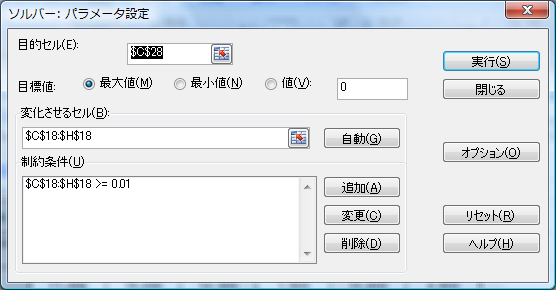 ソルバー: パラメータ設定
目的セル(E):
$C$28
実行(S)
目標値:
最大値(M)
最小値(N)
値(V):
0
閉じる
変化させるセル(B):
$C$18:$H$18
自動(G)
オプション(O)
制約条件(U)
$C$18:$H$18 >= 0.01
追加(A)
変更(C)
リセット(R)
削除(D)
ヘルプ(H)